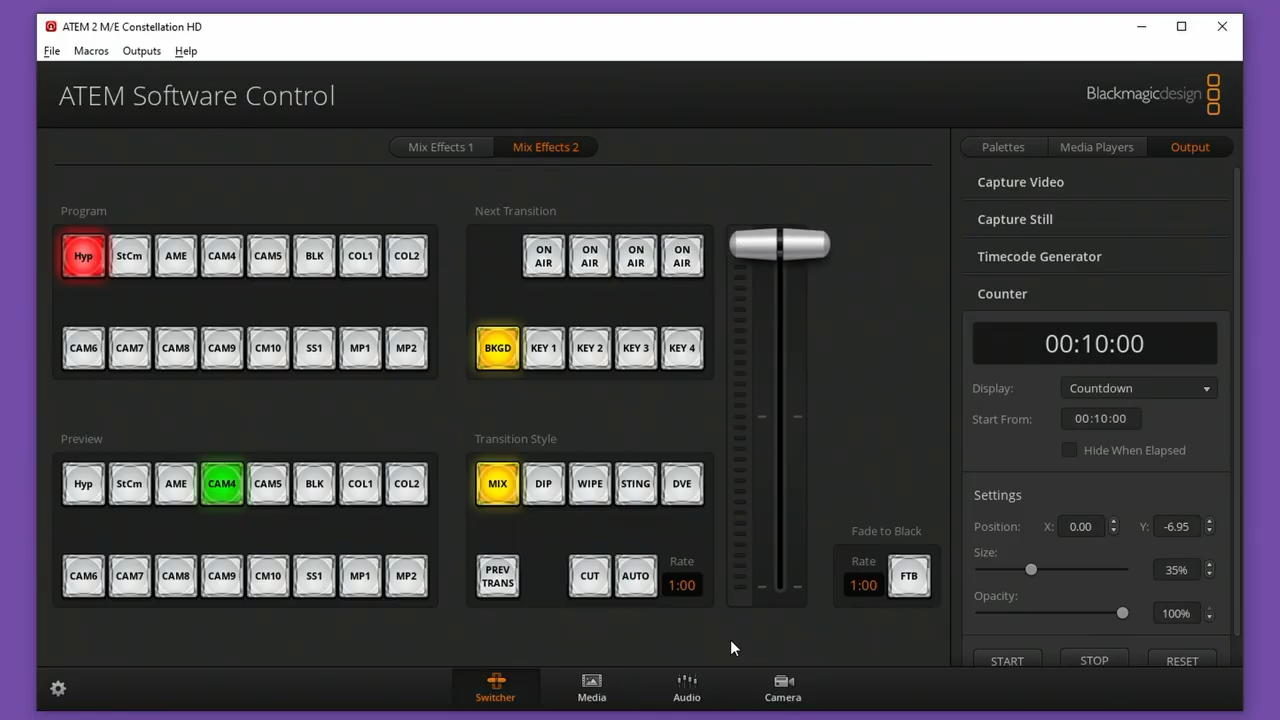 ATEM 2 M/E Constellation HD
File Macros Outputs Help
ATEM Software Control
Blackmagicdesign
Mix Effects 1 Mix Effects 2
Palettes Media Players Output
Program
Hyp StCm AME CAM4 CAM5 BLK COL1 COL2
CAM6 CAM7 CAM8 CAM9 CM10 SS1 MP1 MP2
Next Transition
ON AIR ON AIR ON AIR ON AIR
BKGD KEY 1 KEY 2 KEY 3 KEY 4
Preview
Hyp StCm AME CAM4 CAM5 BLK COL1 COL2
CAM6 CAM7 CAM8 CAM9 CM10 SS1 MP1 MP2
Transition Style
MIX DIP WIPE STING DVE
PREV TRANS CUT AUTO Rate 1:00
Fade to Black
Rate 1:00 FTB
Capture Video
Capture Still
Timecode Generator
Counter
00:10:00
Display: Countdown
Start From: 00:10:00
Hide When Elapsed
Settings
Position: X: 0.00 Y: -6.95
Size:
35%
Opacity:
100%
START STOP RESET
Switcher Media Audio Camera